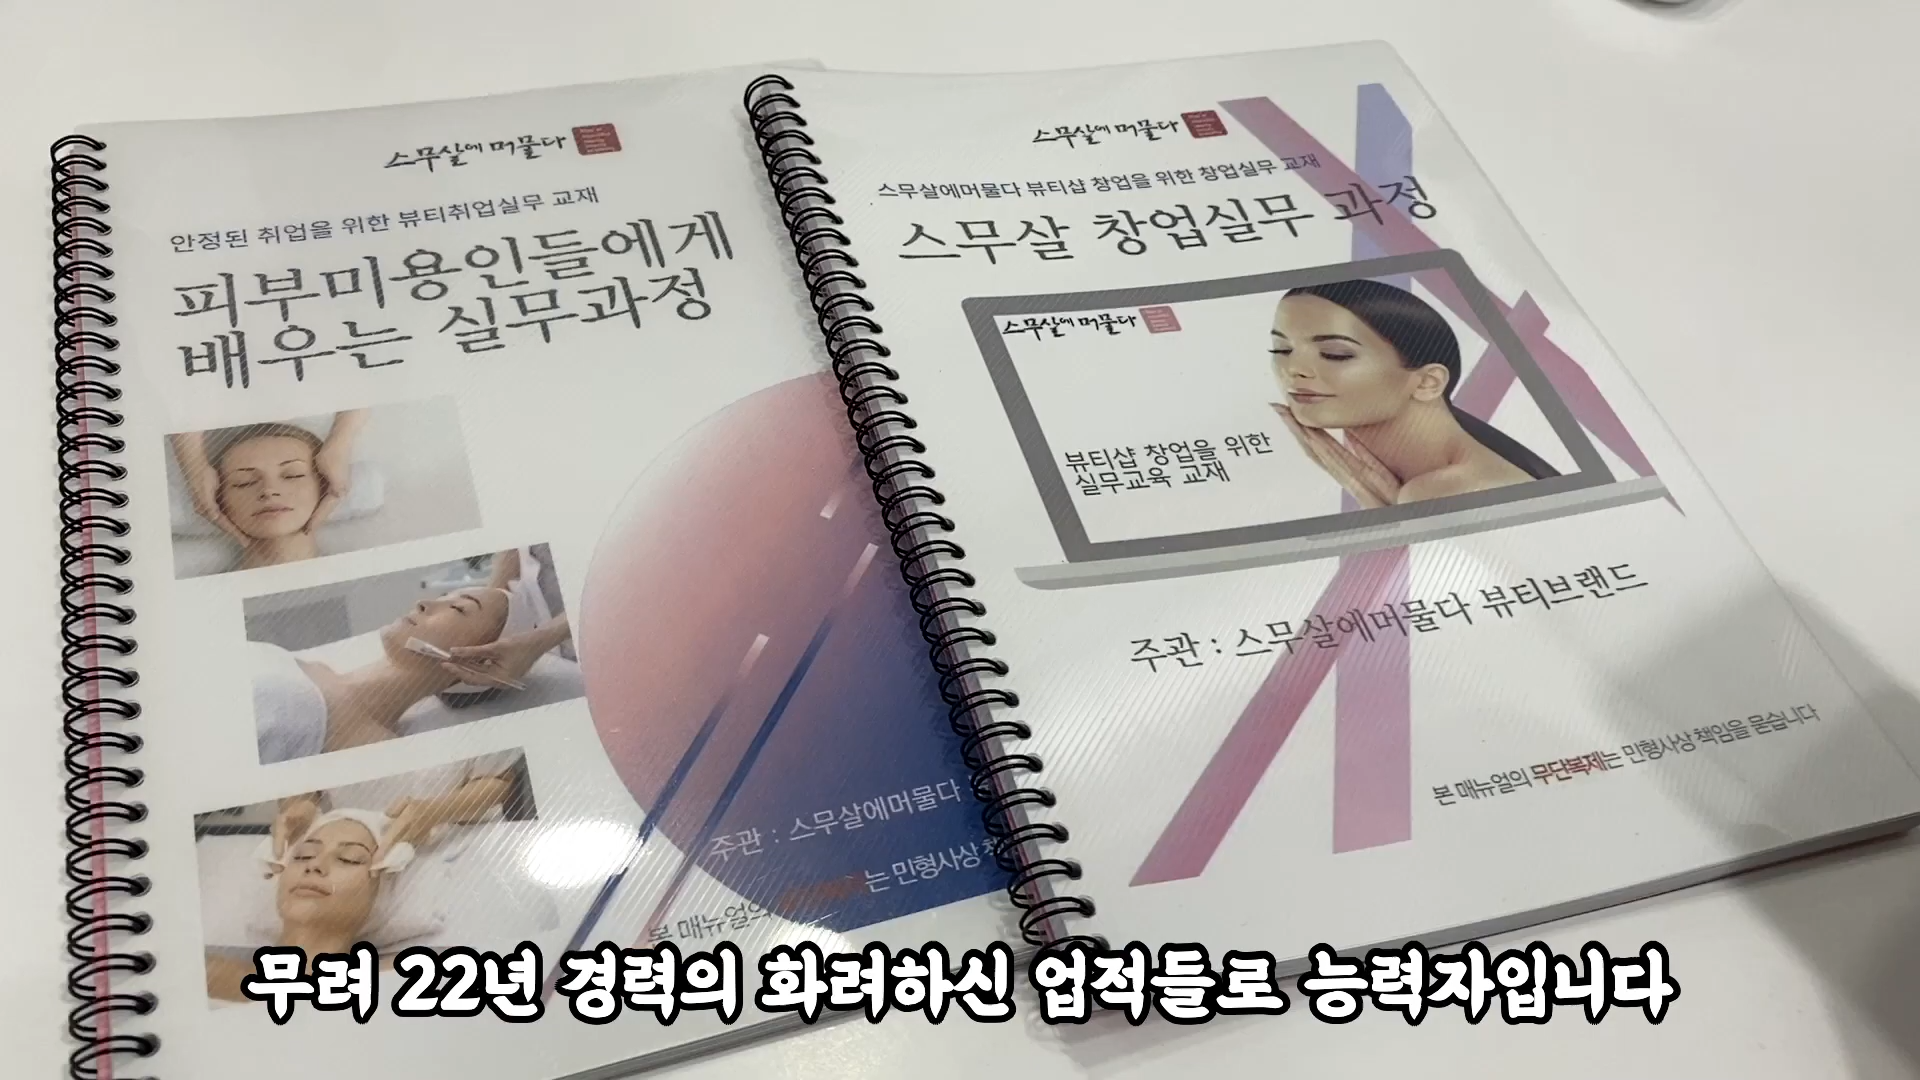 스무살에 머물다
안정된 취업을 위한 뷰티취업실무 교재
피부미용인들에게
배우는 실무과정
주관 : 스무살에머물다
본 매뉴얼의
는 민형사상
스무살에 머물다
스무살에머물다 뷰티샵 창업을 위한 창업실무 교재
스무살 창업실무 과정
스무살에 머물다
뷰티샵 창업을 위한
실무교육 교재
주관 : 스무살에머물다 뷰티브랜드
본 매뉴얼의 무단복제는 민형사상 책임을 묻습니다
무려 22년 경력의 화려하신 업적들로 능력자입니다